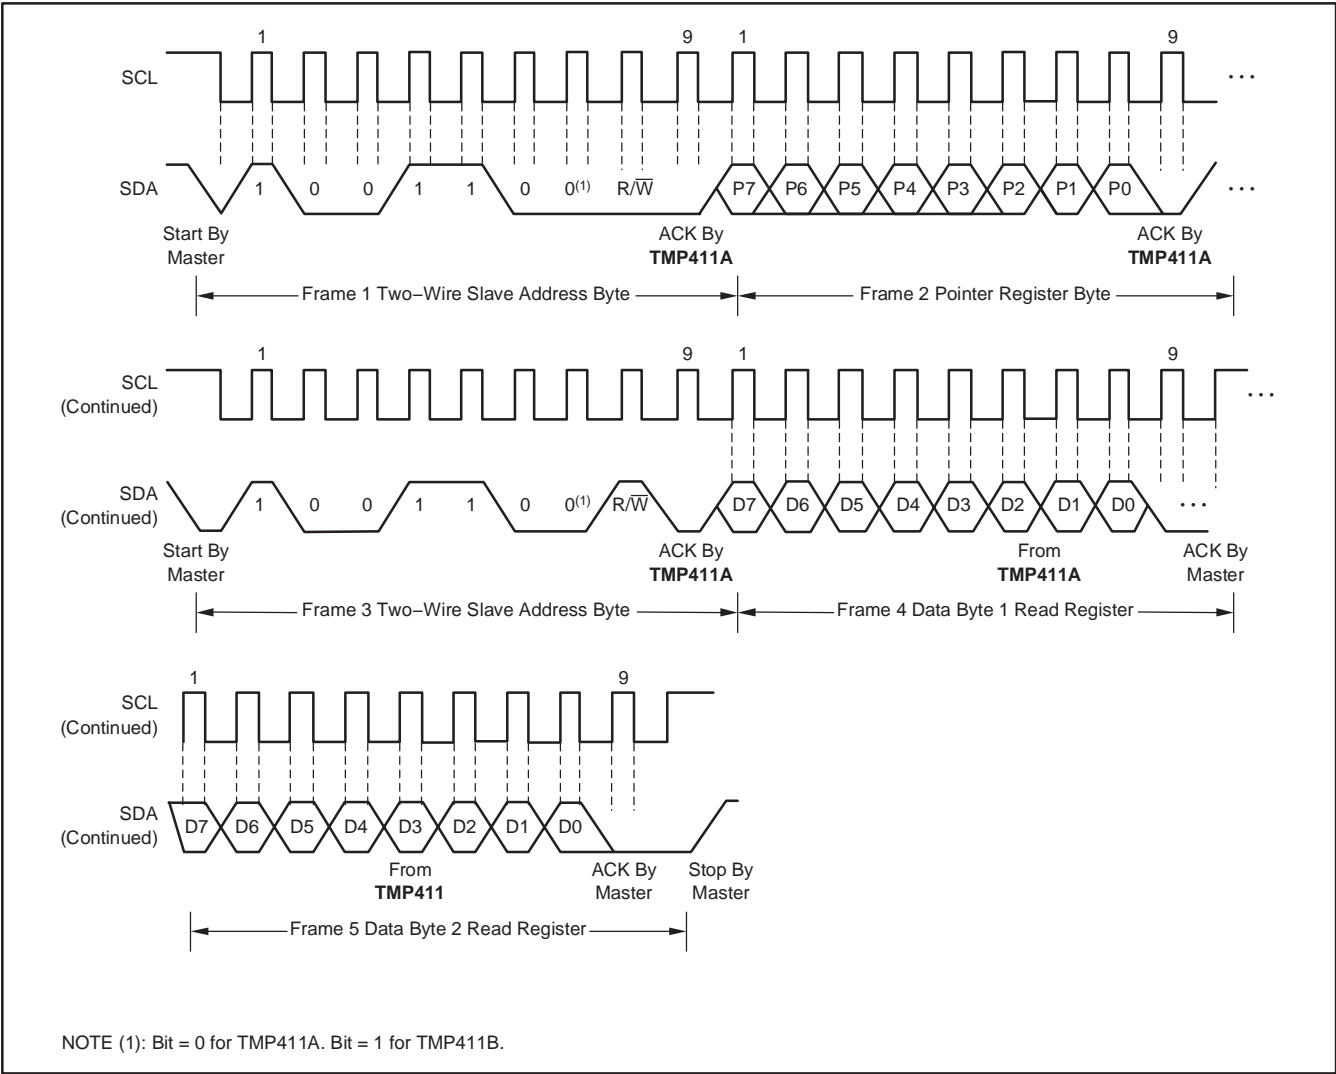 1 9 1 9
SCL ...
SDA 1 0 0 1 1 0 0(1) R/W̅ P7 P6 P5 P4 P3 P2 P1 P0 ...
Start By ACK By ACK By
Master TMP411A TMP411A
Frame 1 Two−Wire Slave Address Byte Frame 2 Pointer Register Byte
1 9 1 9
SCL ...
(Continued)
SDA 1 0 0 1 1 0 0(1) R/W̅ D7 D6 D5 D4 D3 D2 D1 D0 ...
(Continued)
Start By ACK By From ACK By
Master TMP411A TMP411A Master
Frame 3 Two−Wire Slave Address Byte Frame 4 Data Byte 1 Read Register
1 9
SCL
(Continued)
SDA D7 D6 D5 D4 D3 D2 D1 D0
(Continued)
From ACK By Stop By
TMP411 Master Master
Frame 5 Data Byte 2 Read Register
NOTE (1): Bit = 0 for TMP411A. Bit = 1 for TMP411B.